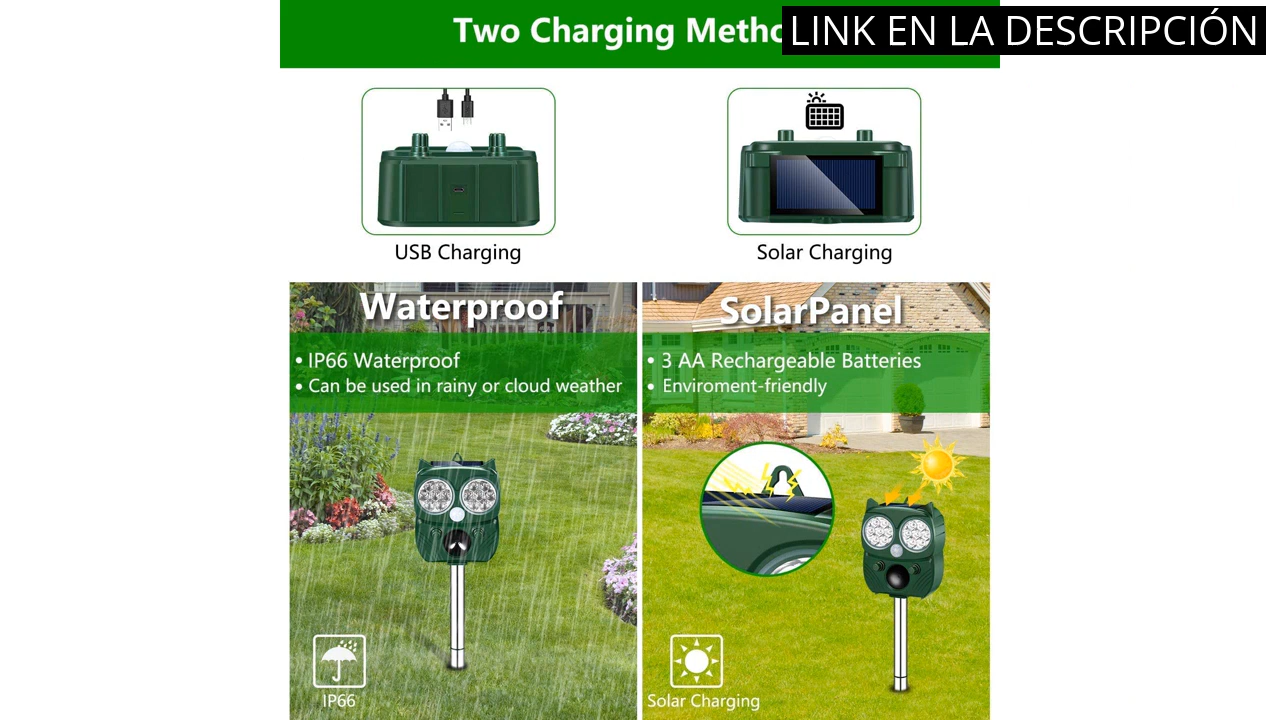 Two Charging Metho
LINK EN LA DESCRIPCIÓN
USB Charging
Solar Charging
Waterproof
• IP66 Waterproof
• Can be used in rainy or cloud weather
SolarPanel
• 3 AA Rechargeable Batteries
• Enviroment-friendly
IP66
Solar Charging